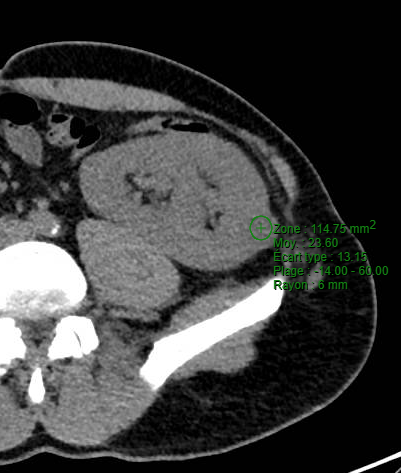 Zone : 114.75 mm2
Moy. : 23.60
Ecart type : 13.15
Plage : -14.00 - 60.00
Rayon : 6 mm